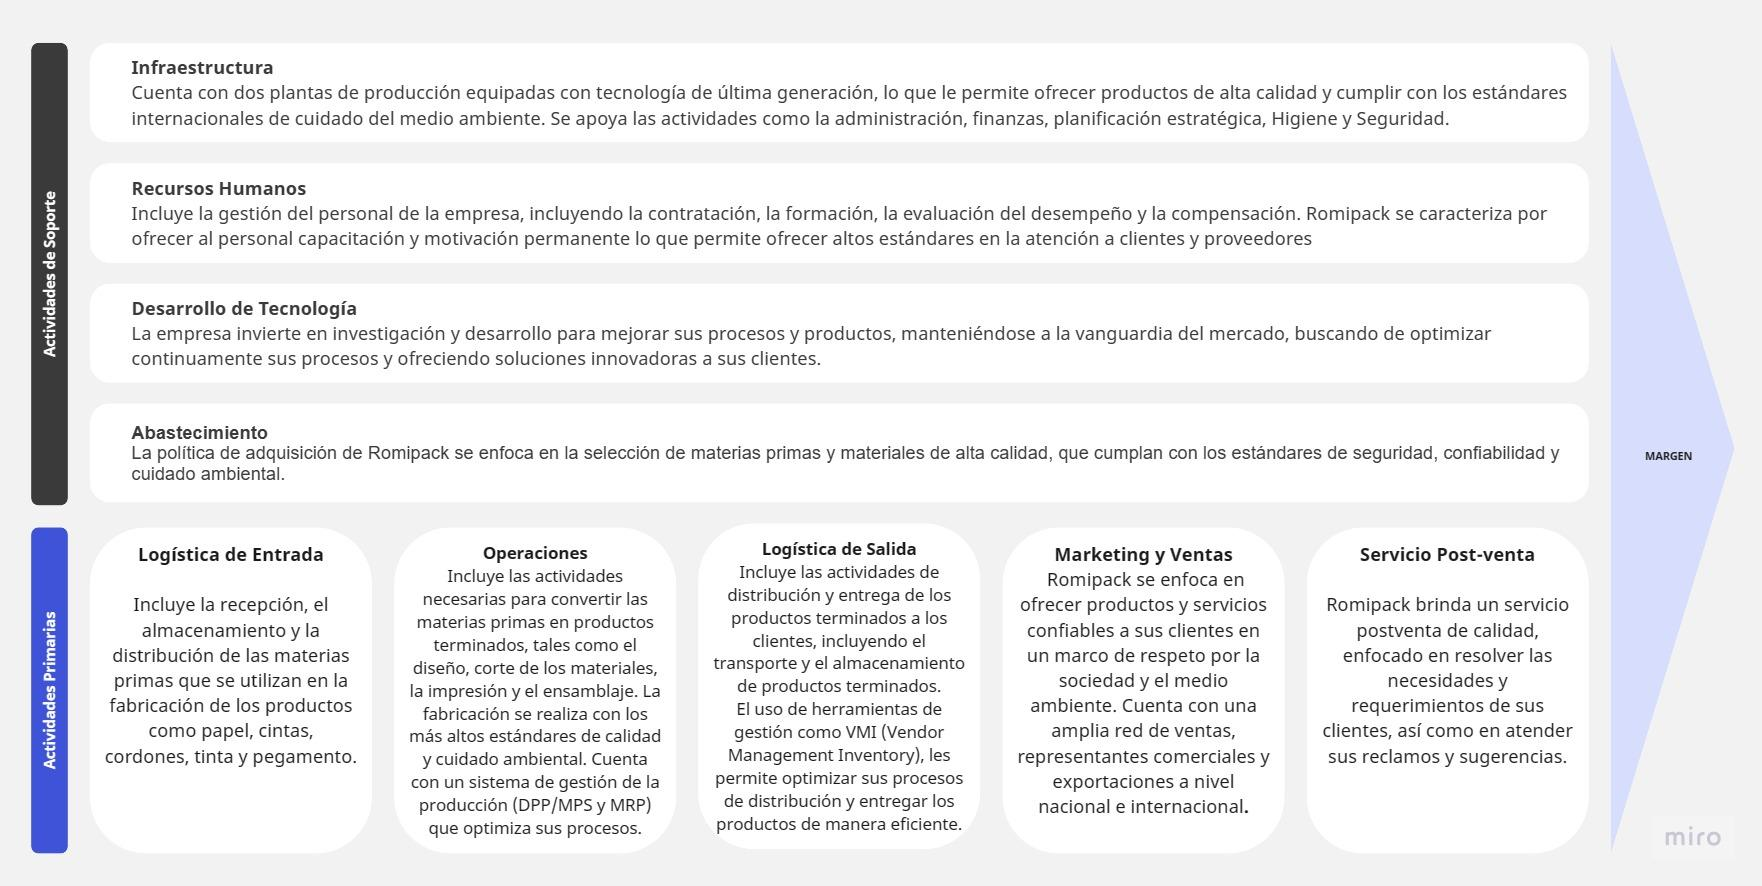 Actividades de Soporte
Infraestructura
Cuenta con dos plantas de producción equipadas con tecnología de última generación, lo que le permite ofrecer productos de alta calidad y cumplir con los estándares
internacionales de cuidado del medio ambiente. Se apoya las actividades como la administración, finanzas, planificación estratégica, Higiene y Seguridad.
Recursos Humanos
Incluye la gestión del personal de la empresa, incluyendo la contratación, la formación, la evaluación del desempeño y la compensación. Romipack se caracteriza por
ofrecer al personal capacitación y motivación permanente lo que permite ofrecer altos estándares en la atención a clientes y proveedores
Desarrollo de Tecnología
La empresa invierte en investigación y desarrollo para mejorar sus procesos y productos, manteniéndose a la vanguardia del mercado, buscando de optimizar
continuamente sus procesos y ofreciendo soluciones innovadoras a sus clientes.
Abastecimiento
La política de adquisición de Romipack se enfoca en la selección de materias primas y materiales de alta calidad, que cumplan con los estándares de seguridad, confiabilidad y
cuidado ambiental.
MARGEN
Actividades Primarias
Logística de Entrada
Incluye la recepción, el
almacenamiento y la
distribución de las materias
primas que se utilizan en la
fabricación de los productos
como papel, cintas,
cordones, tinta y pegamento.
Operaciones
Incluye las actividades
necesarias para convertir las
materias primas en productos
terminados, tales como el
diseño, corte de los materiales,
la impresión y el ensamblaje. La
fabricación se realiza con los
más altos estándares de calidad
y cuidado ambiental. Cuenta
con un sistema de gestión de la
producción (DPP/MPS y MRP)
que optimiza sus procesos.
Logística de Salida
Incluye las actividades de
distribución y entrega de los
productos terminados a los
clientes, incluyendo el
transporte y el almacenamiento
de productos terminados.
El uso de herramientas de
gestión como VMI (Vendor
Management Inventory), les
permite optimizar sus procesos
de distribución y entregar los
productos de manera eficiente.
Marketing y Ventas
Romipack se enfoca en
ofrecer productos y servicios
confiables a sus clientes en
un marco de respeto por la
sociedad y el medio
ambiente. Cuenta con una
amplia red de ventas,
representantes comerciales y
exportaciones a nivel
nacional e internacional.
Servicio Post-venta
Romipack brinda un servicio
postventa de calidad,
enfocado en resolver las
necesidades y
requerimientos de sus
clientes, así como en atender
sus reclamos y sugerencias.
miro